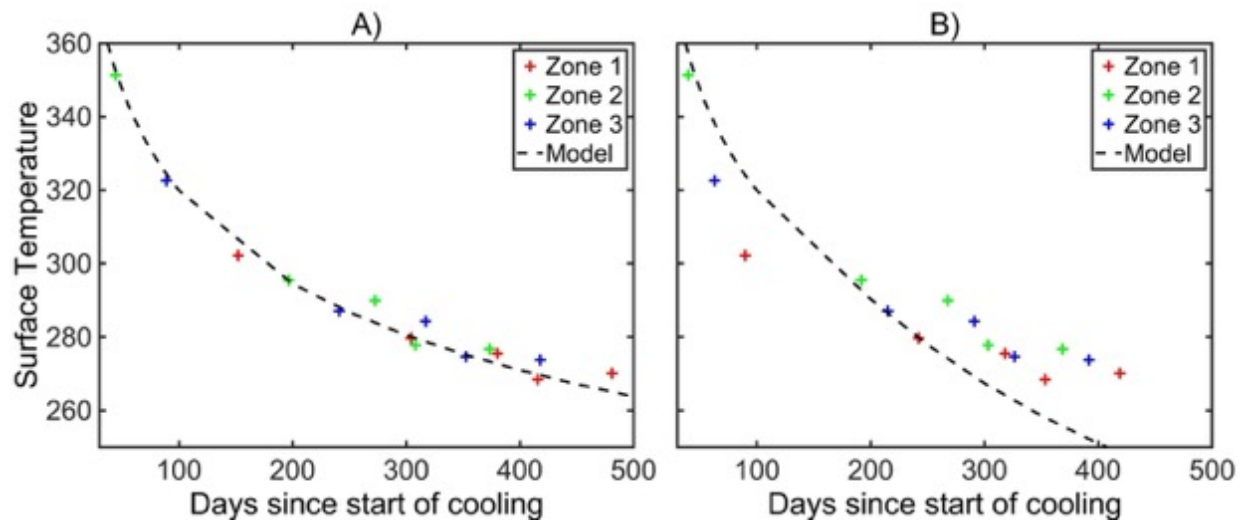 A)
360
340
320
300
280
260
Surface Temperature
100
200
300
400
500
Days since start of cooling
Zone 1
Zone 2
Zone 3
Model
B)
100
200
300
400
500
Days since start of cooling
Zone 1
Zone 2
Zone 3
Model